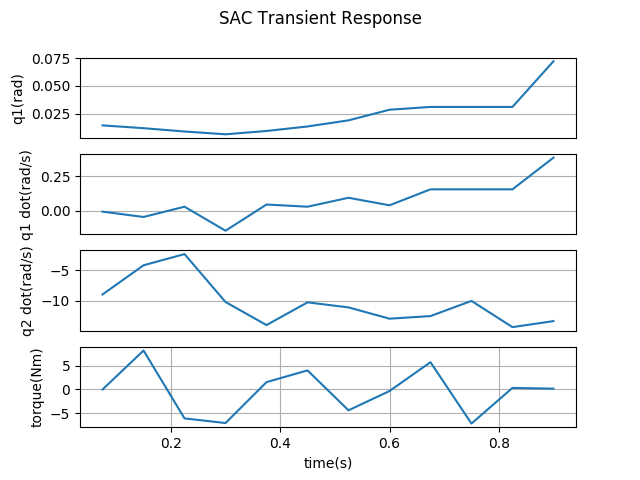 SAC Transient Response
q1(rad)
0.075
0.050
0.025
q1 dot(rad/s)
0.25
0.00
q2 dot(rad/s)
−5
−10
torque(Nm)
5
0
−5
0.2 0.4 0.6 0.8
time(s)